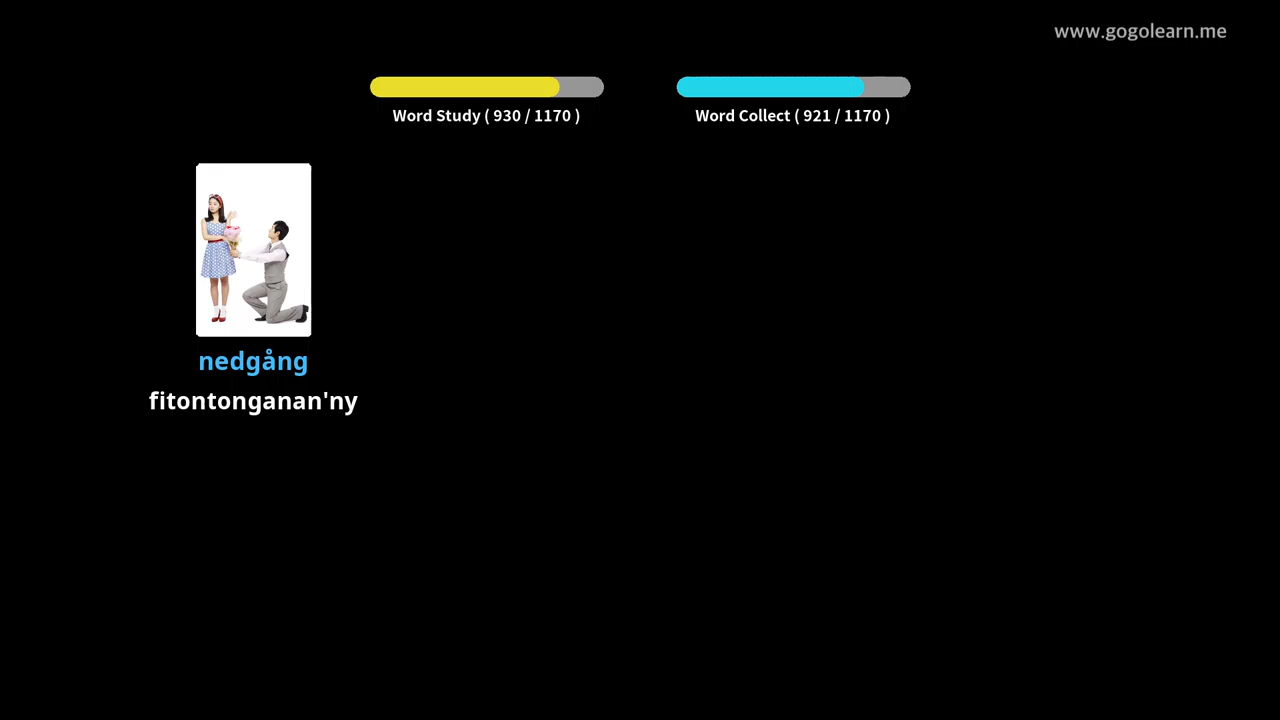 www.gogolearn.me
Word Study ( 930 / 1170 )
Word Collect ( 921 / 1170 )
nedgång
fitontonganan'ny